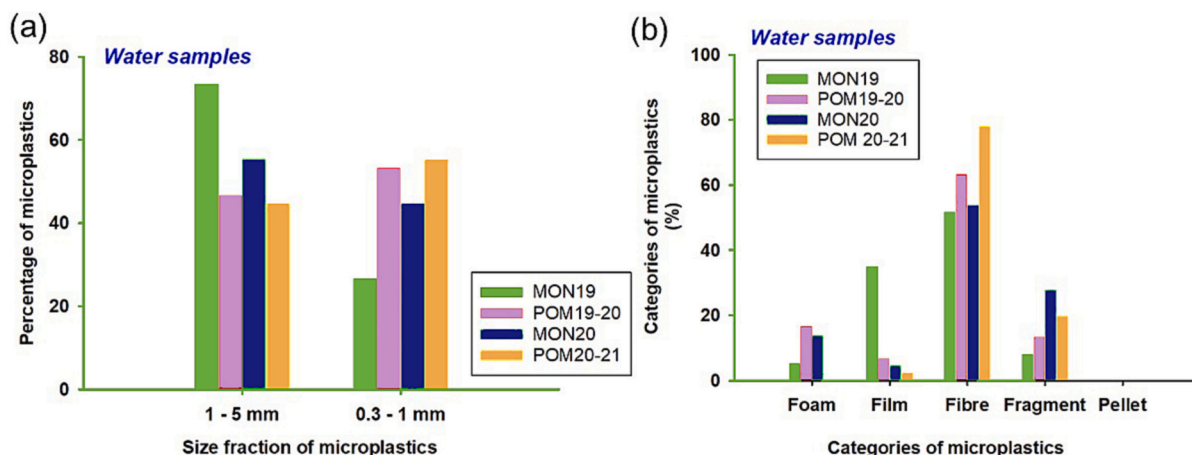 (a)
Water samples
Percentage of microplastics
80
60
40
20
0
MON19
POM19-20
MON20
POM20-21
1 - 5 mm
0.3 - 1 mm
Size fraction of microplastics
(b)
Water samples
Categories of microplastics
(%)
100
80
60
40
20
0
MON19
POM19-20
MON20
POM 20-21
Foam
Film
Fibre
Fragment
Pellet
Categories of microplastics